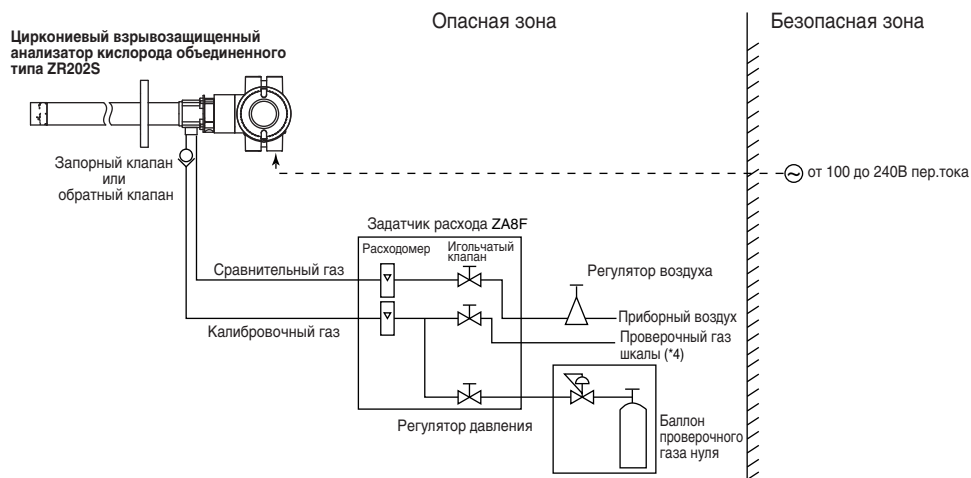 Опасная зона
Безопасная зона
Циркониевый взрывозащищенный
анализатор кислорода объединенного
типа ZR202S
Запорный клапан
или
обратный клапан
от 100 до 240В пер.тока
Задатчик расхода ZA8F
Расходомер
Игольчатый
клапан
Регулятор воздуха
Сравнительный газ
Приборный воздух
Калибровочный газ
Проверочный газ
шкалы (*4)
Регулятор давления
Баллон
проверочного
газа нуля